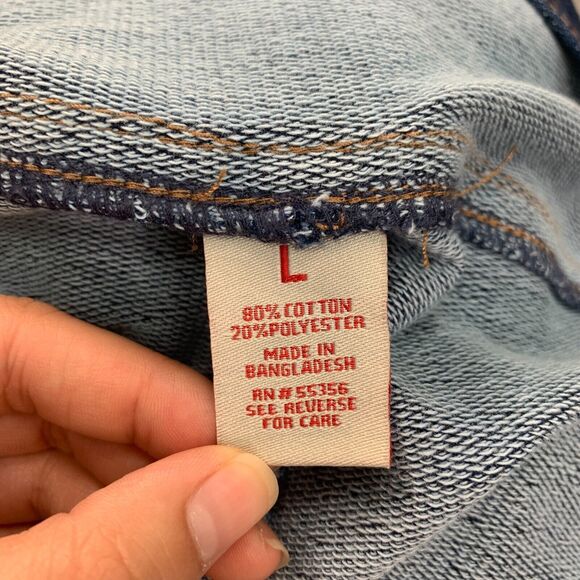 L
80% COTTON
20%POLYESTER
MADE IN
BANGLADESH
RN # 55356
SEE REVERSE
FOR CARE